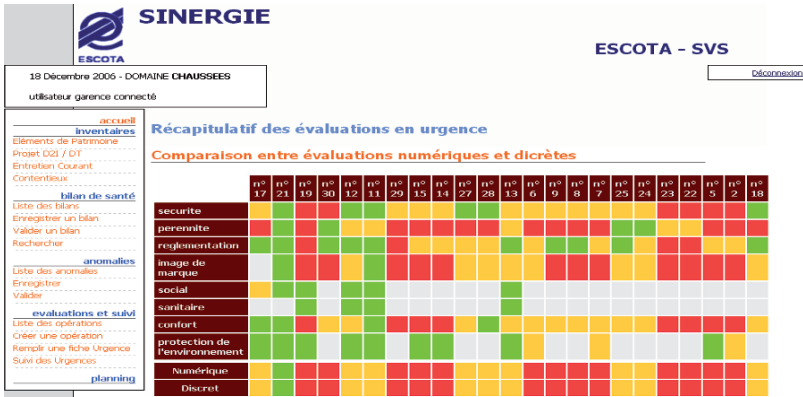 SINERGIE
ESCOTA
ESCOTA - SVS
18 Décembre 2006 - DOMAINE CHAUSSEES
Déconnexion
utilisateur garence connecté
accueil
inventaires
Eléments de Patrimoine
Projet D2I / DT
Entretien Courant
Contentieux
bilan de santé
Liste des bilans
Enregistrer un bilan
Valider un bilan
Rechercher
anomalies
Liste des anomalies
Enregistrer
Valider
evaluations et suivi
Liste des opérations
Créer une opération
Remplir une fiche Urgence
Suivi des Urgences
planning
Récapitulatif des évaluations en urgence
Comparaison entre évaluations numériques et dicrètes
n° n° n° n° n° n° n° n° n° n° n° n° n° n° n° n° n° n° n° n° n° n° n°
17 21 19 30 12 11 29 15 14 27 28 13 6 9 8 7 25 24 23 22 5 2 18
securite
perennite
reglementation
image de
marque
social
sanitaire
confort
protection de
l'environnement
Numérique
Discret